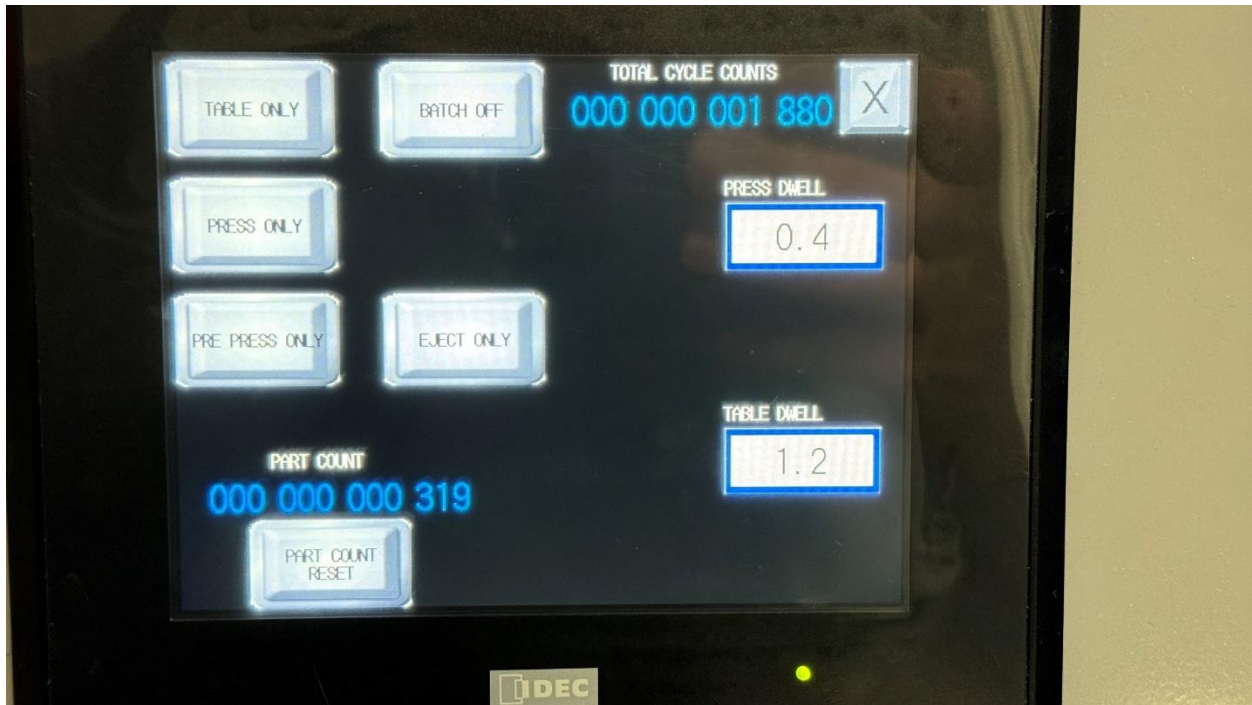 TABLE ONLY
BATCH OFF
TOTAL CYCLE COUNTS
000 000 001 880
X
PRESS ONLY
PRESS DWELL
0.4
PRE PRESS ONLY
EJECT ONLY
TABLE DWELL
1.2
PART COUNT
000 000 000 319
PART COUNT
RESET
IDEC